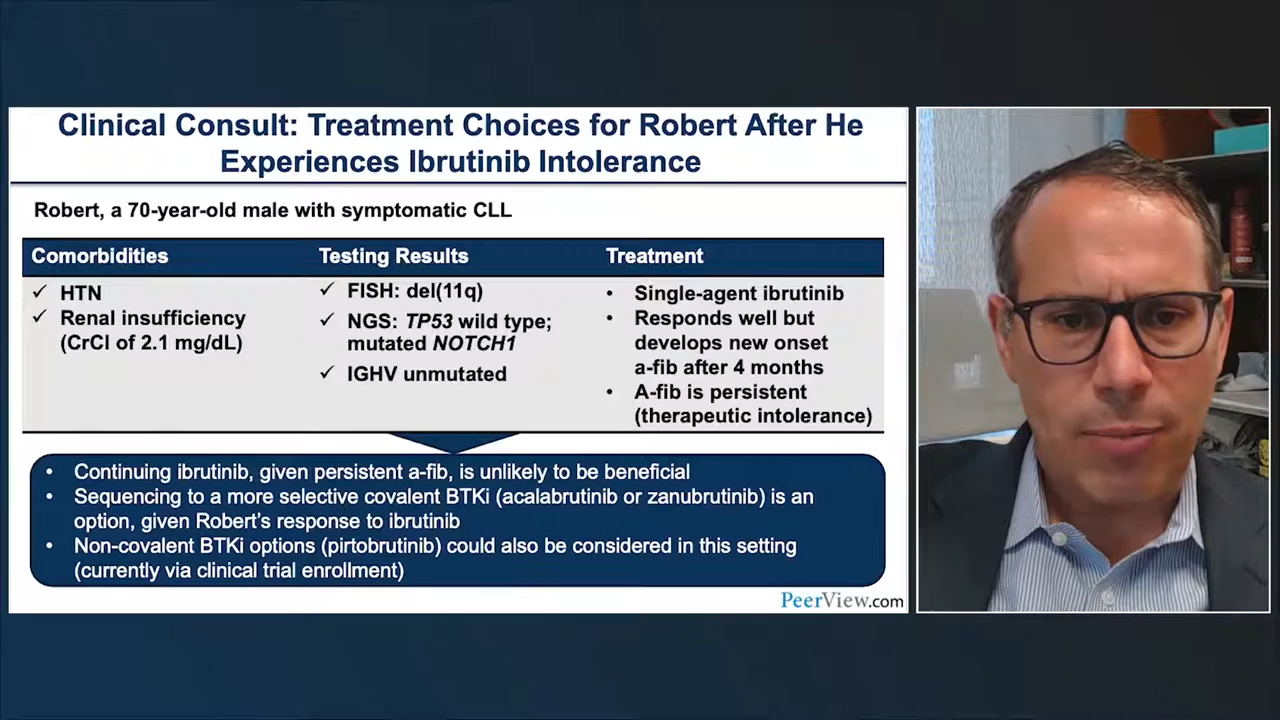 Clinical Consult: Treatment Choices for Robert After He
Experiences Ibrutinib Intolerance
Robert, a 70-year-old male with symptomatic CLL
Comorbidities
✓ HTN
✓ Renal insufficiency
(CrCl of 2.1 mg/dL)
Testing Results
✓ FISH: del(11q)
✓ NGS: TP53 wild type;
mutated NOTCH1
✓ IGHV unmutated
Treatment
• Single-agent ibrutinib
• Responds well but
develops new onset
a-fib after 4 months
• A-fib is persistent
(therapeutic intolerance)
• Continuing ibrutinib, given persistent a-fib, is unlikely to be beneficial
• Sequencing to a more selective covalent BTKi (acalabrutinib or zanubrutinib) is an
option, given Robert's response to ibrutinib
• Non-covalent BTKi options (pirtobrutinib) could also be considered in this setting
(currently via clinical trial enrollment)
PeerView.com